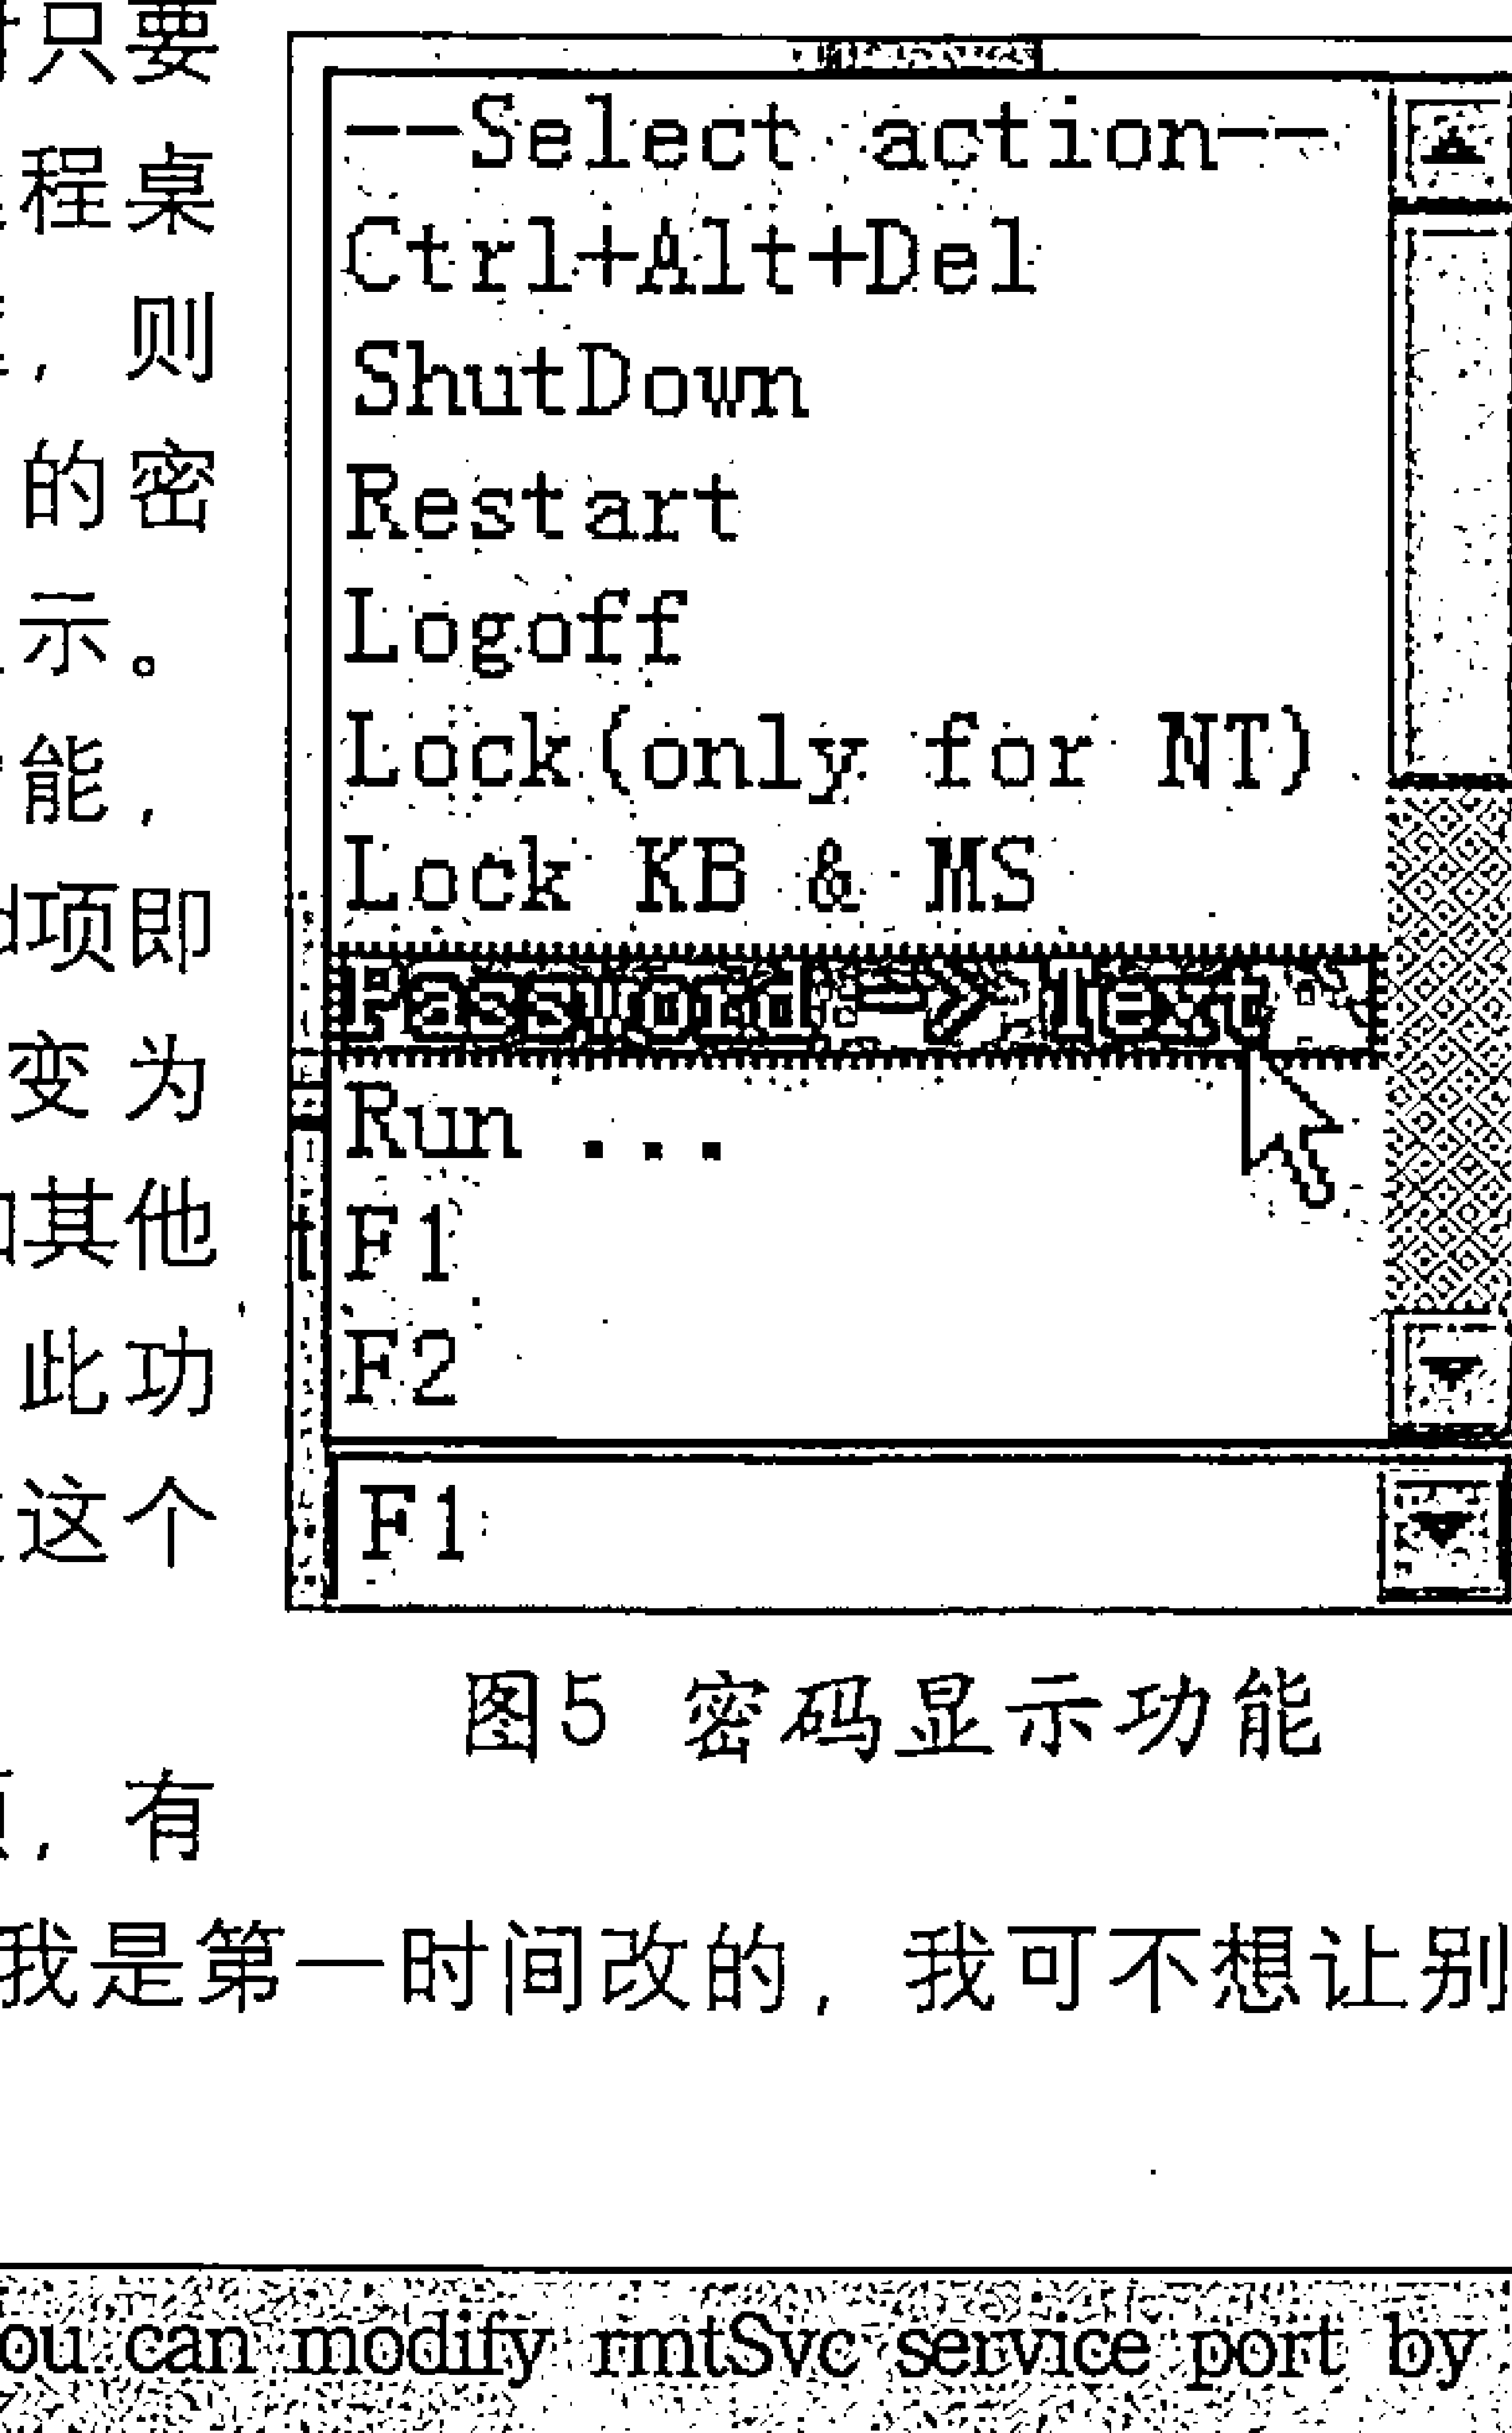 只要
程桌
，则
的密
示。
能，
项即
变为
其他
此功
这个
--Select action--
Ctrl+Alt+Del
ShutDown
Restart
Logoff
Lock(only for NT)
Lock KB & MS
Password => Text
Run ...
F1
F2
F1
图5 密码显示功能
，有
我是第一时间改的，我可不想让别
ou can modify rmtSvc service port by